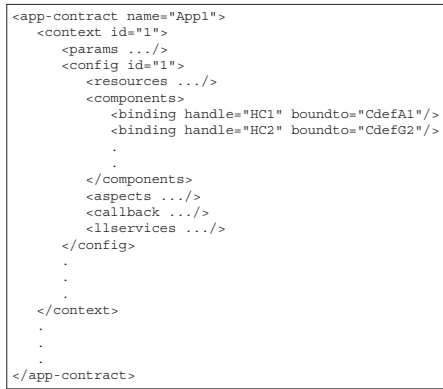 <app-contract name="App1">
<context id="1">
<params .../>
<config id="1">
<resources .../>
<components>
<binding handle="HC1" boundto="CdefA1"/>
<binding handle="HC2" boundto="CdefG2"/>
.
.
</components>
<aspects .../>
<callback .../>
<llservices .../>
</config>
.
.
.
</context>
.
.
.
</app-contract>